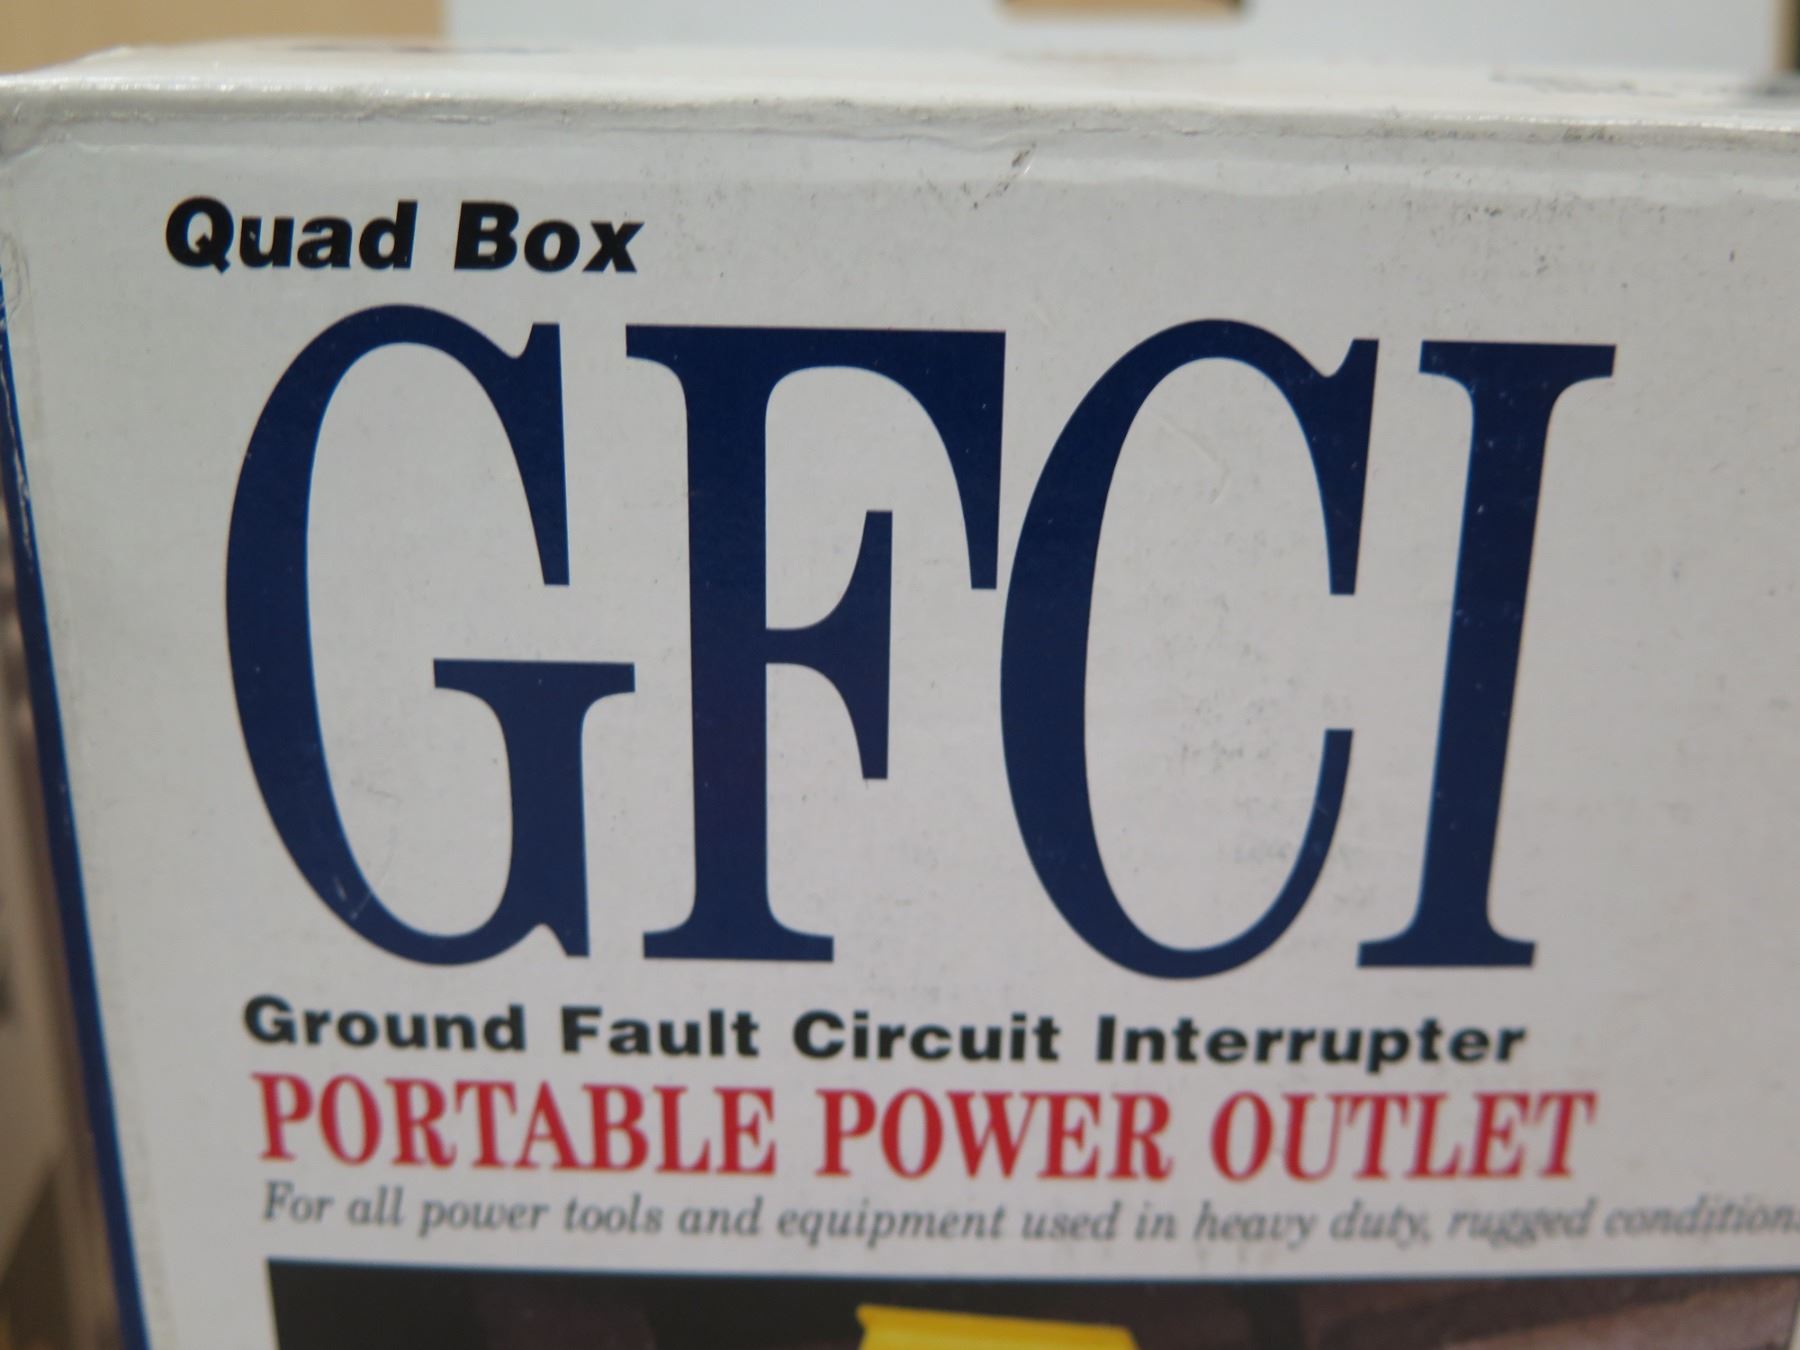 Quad Box
GFCI
Ground Fault Circuit Interrupter
PORTABLE POWER OUTLET
For all power tools and equipment used in heavy duty, rugged conditions